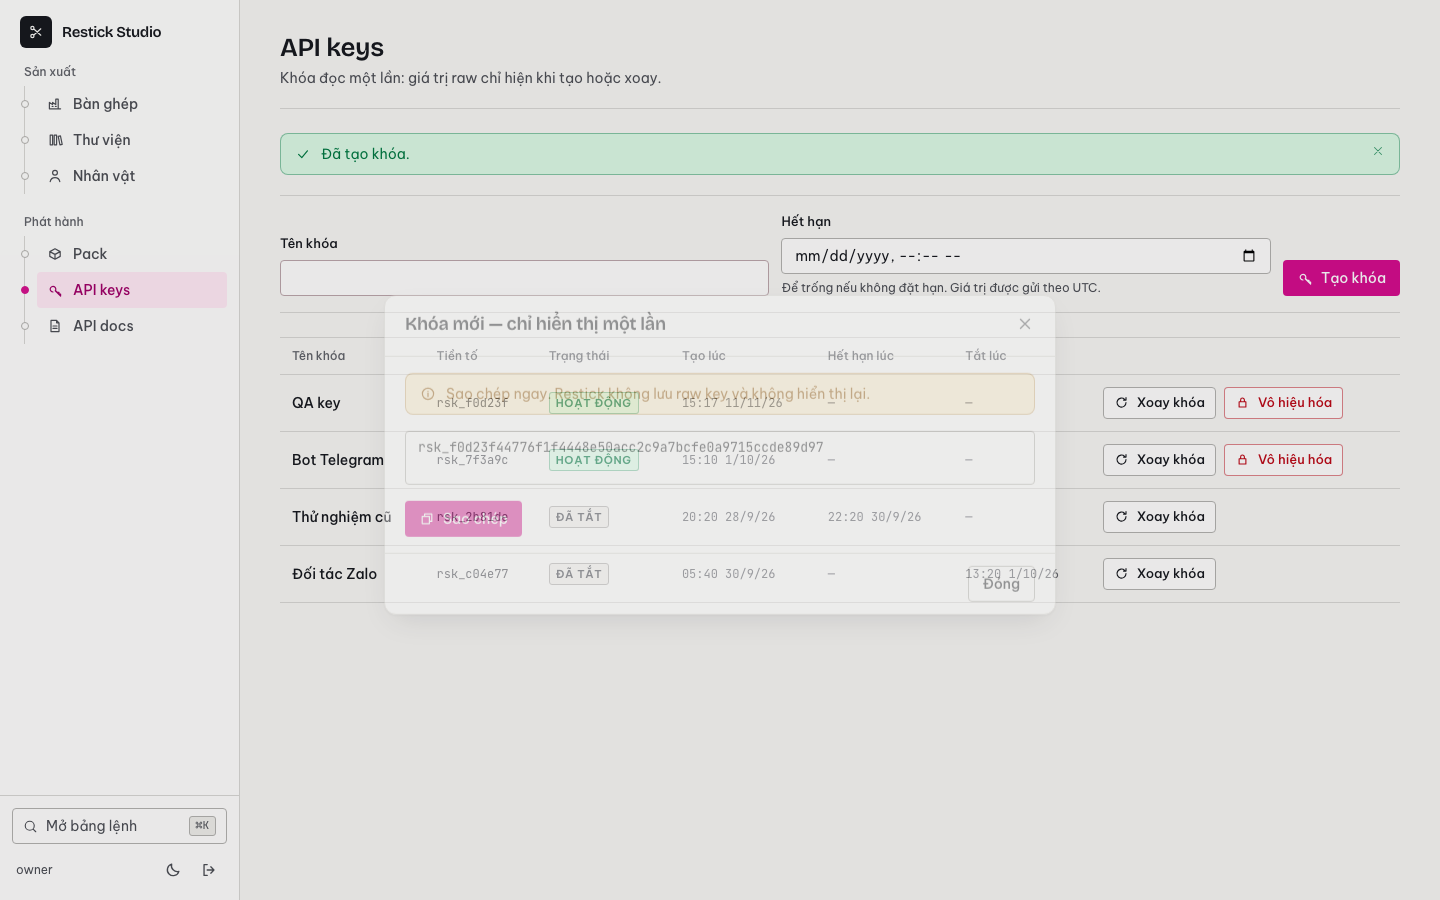 Restick Studio
Sản xuất
Bàn ghép
Thư viện
Nhân vật
Phát hành
Pack
API keys
API docs
Mở bảng lệnh
⌘K
owner
API keys
Khóa đọc một lần: giá trị raw chỉ hiện khi tạo hoặc xoay.
Đã tạo khóa.
Tên khóa
Hết hạn
mm/dd/yyyy, --:-- --
Để trống nếu không đặt hạn. Giá trị được gửi theo UTC.
Tạo khóa
Khóa mới — chỉ hiển thị một lần
Sao chép ngay. Restick không lưu raw key và không hiển thị lại.
rsk_f0d23f44776f1f4448e50acc2c9a7bcfe0a9715ccde89d97
Sao chép
Đóng
Tên khóa Tiền tố Trạng thái Tạo lúc Hết hạn lúc Tắt lúc
QA key rsk_f0d23f HOẠT ĐỘNG 15:17 11/11/26 — — Xoay khóa Vô hiệu hóa
Bot Telegram rsk_7f3a9c HOẠT ĐỘNG 15:10 1/10/26 — — Xoay khóa Vô hiệu hóa
Thử nghiệm cũ rsk_2b81de ĐÃ TẮT 20:20 28/9/26 22:20 30/9/26 — Xoay khóa
Đối tác Zalo rsk_c04e77 ĐÃ TẮT 05:40 30/9/26 — 13:20 1/10/26 Xoay khóa